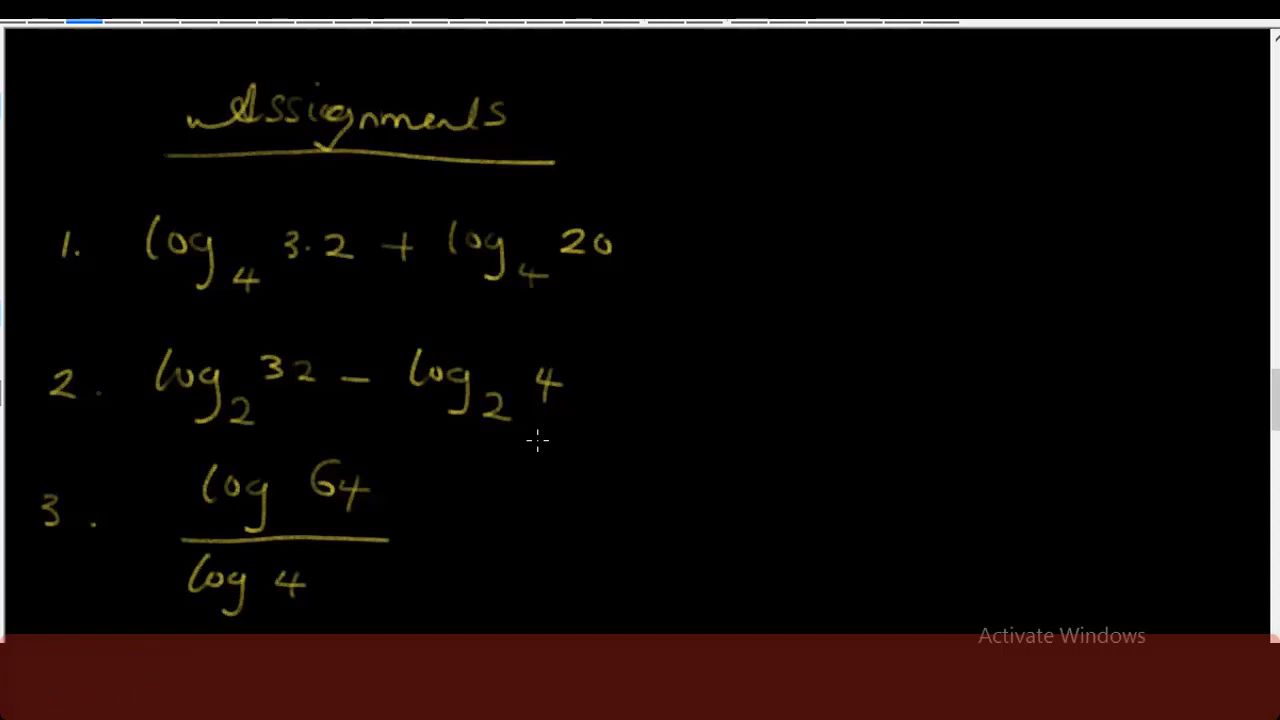 Assignments
1. log₄ 3.2 + log₄ 20
2. log₂ 32 - log₂ 4
3. log 64
log 4
Activate Windows